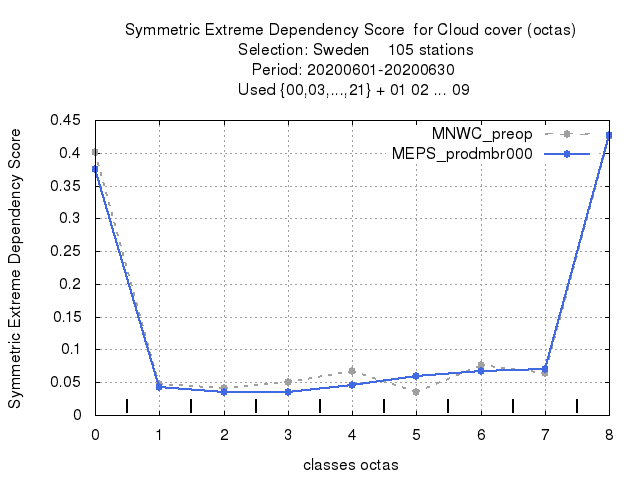 Symmetric Extreme Dependency Score  for Cloud cover (octas)
Selection: Sweden    105 stations
Period: 20200601-20200630
Used {00,03,...,21} + 01 02 ... 09
MNWC_preop
MEPS_prodmbr000
Symmetric Extreme Dependency Score
0.45
0.4
0.35
0.3
0.25
0.2
0.15
0.1
0.05
0
0 1 2 3 4 5 6 7 8
classes octas